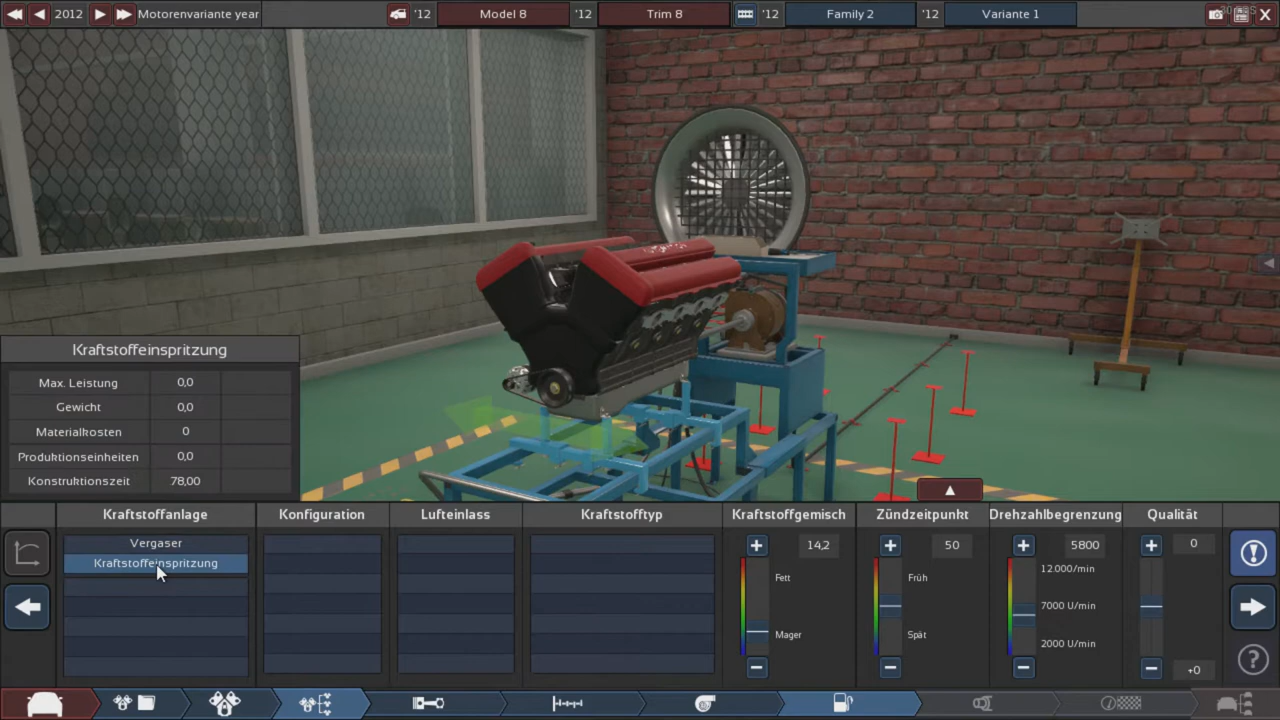 2012 Motorenvariante year '12 Model 8 '12 Trim 8 '12 Family 2 '12 Variante 1
Kraftstoffeinspritzung
Max. Leistung 0,0
Gewicht 0,0
Materialkosten 0
Produktionseinheiten 0,0
Konstruktionszeit 78,00
Kraftstoffanlage Konfiguration Lufteinlass Kraftstofftyp Kraftstoffgemisch Zündzeitpunkt Drehzahlbegrenzung Qualität
Vergaser
Kraftstoffeinspritzung
14,2
Fett
Mager
50
Früh
Spät
5800
12.000/min
7000 U/min
2000 U/min
0
+0